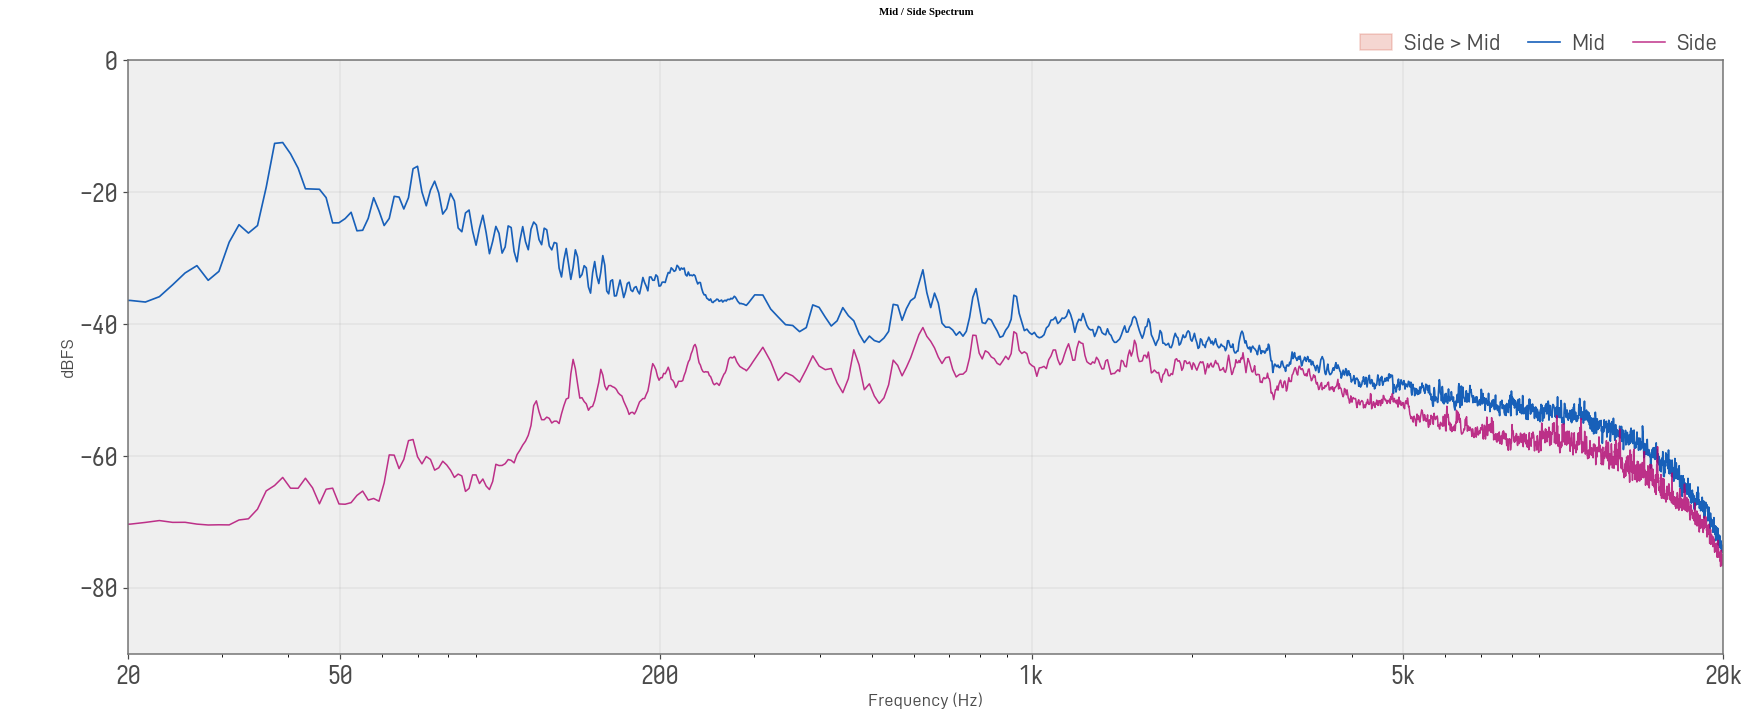 Mid / Side Spectrum
Side > Mid Mid Side
0
−20
−40
−60
−80
dBFS
20 50 200 1k 5k 20k
Frequency (Hz)